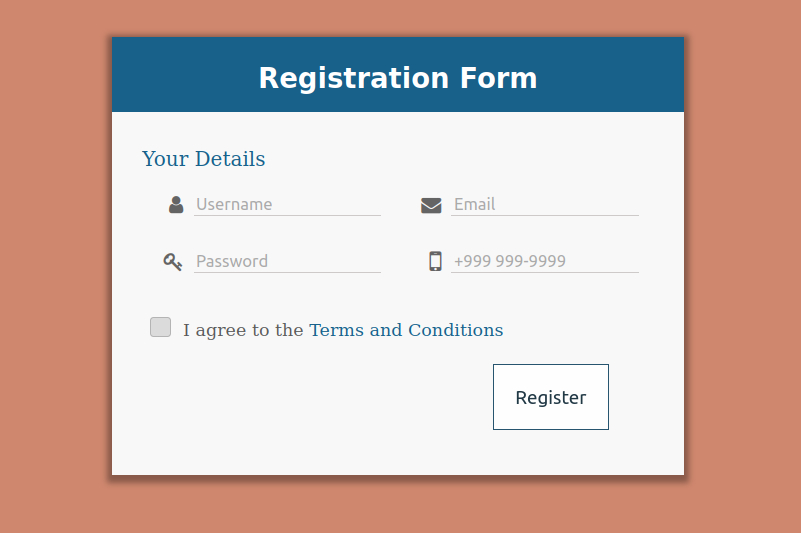 Registration Form
Your Details
Username
Email
Password
+999 999-9999
I agree to the Terms and Conditions
Register